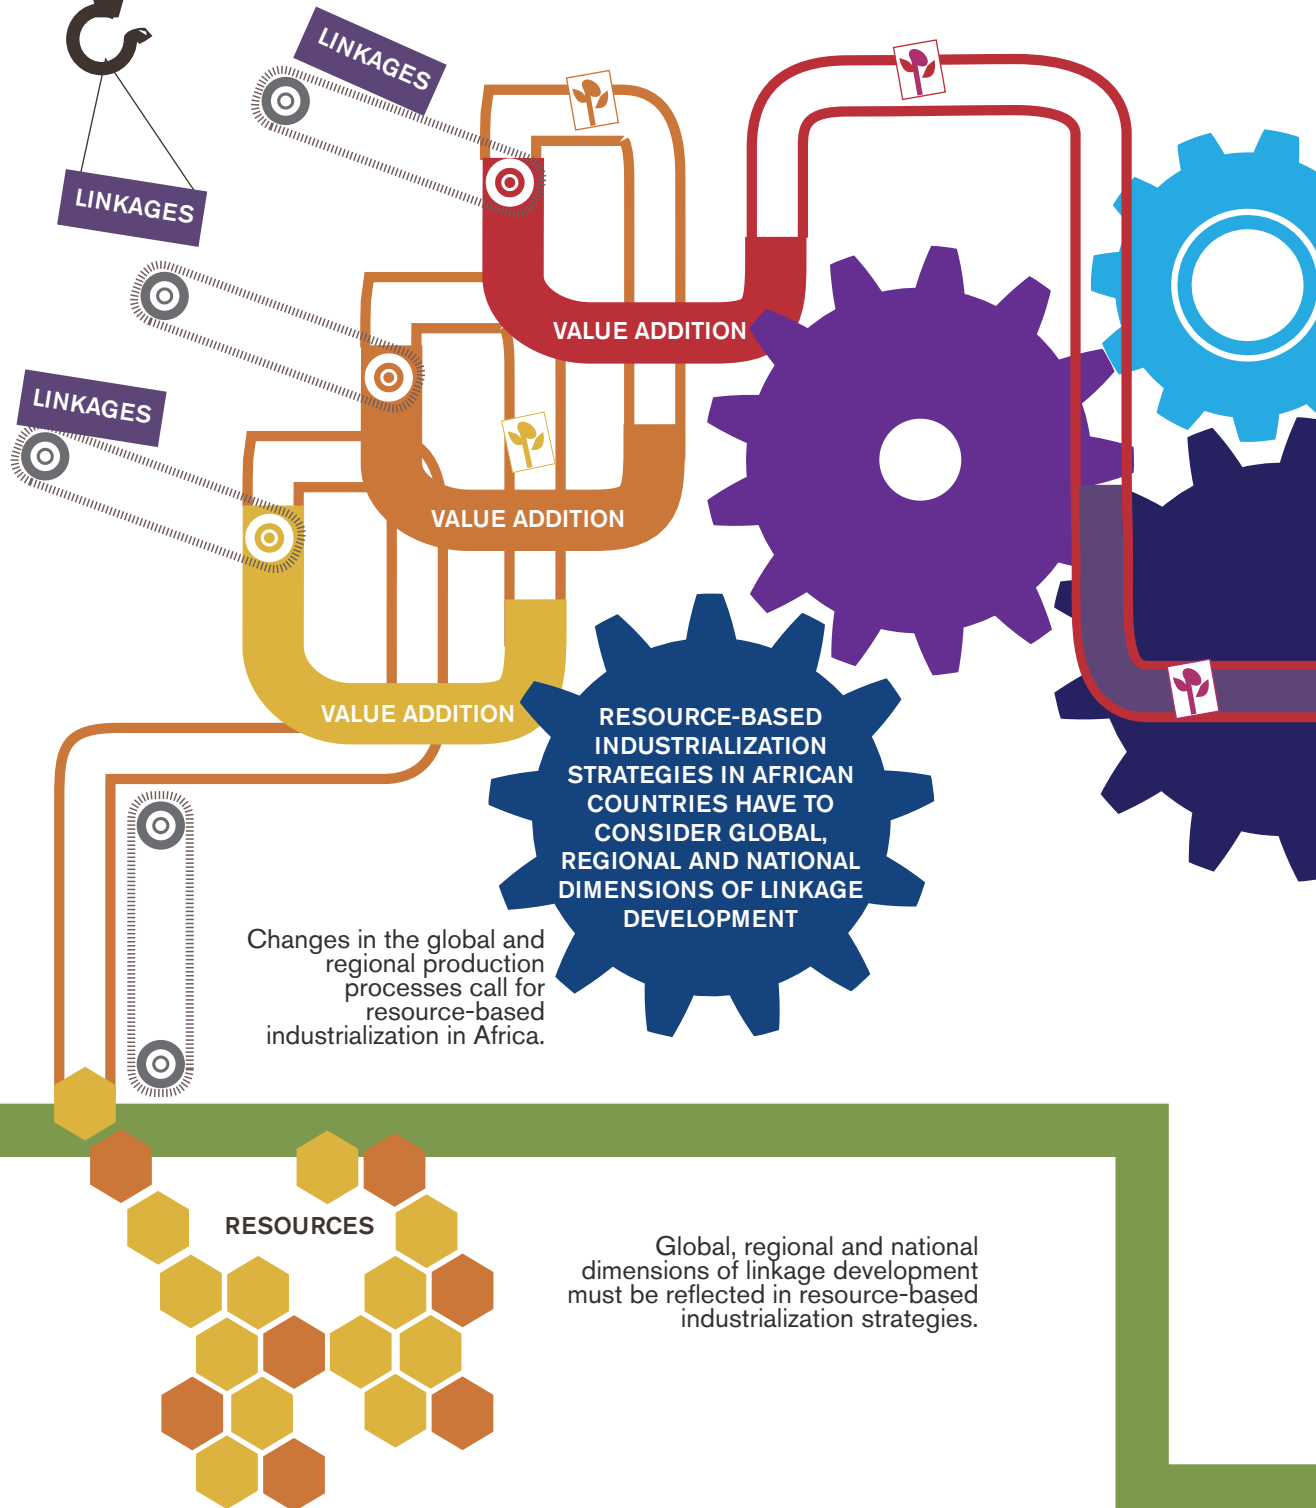 LINKAGES
LINKAGES
VALUE ADDITION
LINKAGES
VALUE ADDITION
VALUE ADDITION
RESOURCE-BASED
INDUSTRIALIZATION
STRATEGIES IN AFRICAN
COUNTRIES HAVE TO
CONSIDER GLOBAL,
REGIONAL AND NATIONAL
DIMENSIONS OF LINKAGE
DEVELOPMENT
Changes in the global and
regional production
processes call for
resource-based
industrialization in Africa.
RESOURCES
Global, regional and national
dimensions of linkage development
must be reflected in resource-based
industrialization strategies.